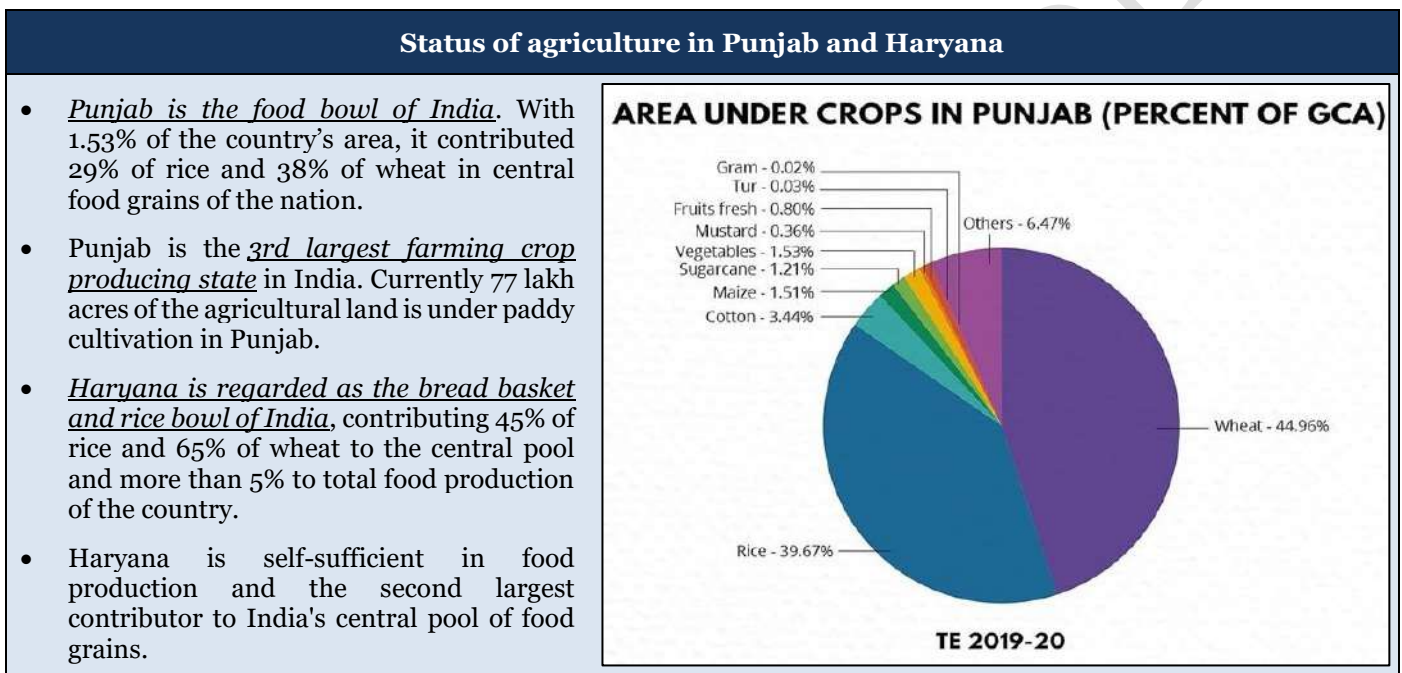 Status of agriculture in Punjab and Haryana
• Punjab is the food bowl of India. With
1.53% of the country’s area, it contributed
29% of rice and 38% of wheat in central
food grains of the nation.
• Punjab is the 3rd largest farming crop
producing state in India. Currently 77 lakh
acres of the agricultural land is under paddy
cultivation in Punjab.
• Haryana is regarded as the bread basket
and rice bowl of India, contributing 45% of
rice and 65% of wheat to the central pool
and more than 5% to total food production
of the country.
• Haryana is self-sufficient in food
production and the second largest
contributor to India's central pool of food
grains.
AREA UNDER CROPS IN PUNJAB (PERCENT OF GCA)
Gram - 0.02%
Tur - 0.03%
Fruits fresh - 0.80%
Mustard - 0.36%
Vegetables - 1.53%
Sugarcane - 1.21%
Maize - 1.51%
Cotton - 3.44%
Others - 6.47%
Wheat - 44.96%
Rice - 39.67%
TE 2019-20